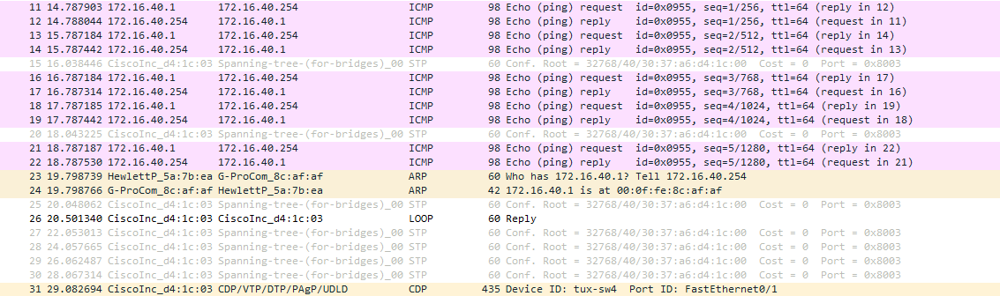 11 14.787903 172.16.40.1 172.16.40.254 ICMP 98 Echo (ping) request id=0x0955, seq=1/256, ttl=64 (reply in 12)
12 14.788044 172.16.40.254 172.16.40.1 ICMP 98 Echo (ping) reply id=0x0955, seq=1/256, ttl=64 (request in 11)
13 15.787184 172.16.40.1 172.16.40.254 ICMP 98 Echo (ping) request id=0x0955, seq=2/512, ttl=64 (reply in 14)
14 15.787442 172.16.40.254 172.16.40.1 ICMP 98 Echo (ping) reply id=0x0955, seq=2/512, ttl=64 (request in 13)
15 16.038446 CiscoInc_d4:1c:03 Spanning-tree-(for-bridges)_00 STP 60 Conf. Root = 32768/40/30:37:a6:d4:1c:00 Cost = 0 Port = 0x8003
16 16.787184 172.16.40.1 172.16.40.254 ICMP 98 Echo (ping) request id=0x0955, seq=3/768, ttl=64 (reply in 17)
17 16.787314 172.16.40.254 172.16.40.1 ICMP 98 Echo (ping) reply id=0x0955, seq=3/768, ttl=64 (request in 16)
18 17.787185 172.16.40.1 172.16.40.254 ICMP 98 Echo (ping) request id=0x0955, seq=4/1024, ttl=64 (reply in 19)
19 17.787442 172.16.40.254 172.16.40.1 ICMP 98 Echo (ping) reply id=0x0955, seq=4/1024, ttl=64 (request in 18)
20 18.043225 CiscoInc_d4:1c:03 Spanning-tree-(for-bridges)_00 STP 60 Conf. Root = 32768/40/30:37:a6:d4:1c:00 Cost = 0 Port = 0x8003
21 18.787187 172.16.40.1 172.16.40.254 ICMP 98 Echo (ping) request id=0x0955, seq=5/1280, ttl=64 (reply in 22)
22 18.787530 172.16.40.254 172.16.40.1 ICMP 98 Echo (ping) reply id=0x0955, seq=5/1280, ttl=64 (request in 21)
23 19.798739 HewlettP_5a:7b:ea G-ProCom_8c:af:af ARP 60 Who has 172.16.40.1? Tell 172.16.40.254
24 19.798766 G-ProCom_8c:af:af HewlettP_5a:7b:ea ARP 42 172.16.40.1 is at 00:0f:fe:8c:af:af
25 20.048062 CiscoInc_d4:1c:03 Spanning-tree-(for-bridges)_00 STP 60 Conf. Root = 32768/40/30:37:a6:d4:1c:00 Cost = 0 Port = 0x8003
26 20.501340 CiscoInc_d4:1c:03 CiscoInc_d4:1c:03 LOOP 60 Reply
27 22.053013 CiscoInc_d4:1c:03 Spanning-tree-(for-bridges)_00 STP 60 Conf. Root = 32768/40/30:37:a6:d4:1c:00 Cost = 0 Port = 0x8003
28 24.057665 CiscoInc_d4:1c:03 Spanning-tree-(for-bridges)_00 STP 60 Conf. Root = 32768/40/30:37:a6:d4:1c:00 Cost = 0 Port = 0x8003
29 26.062487 CiscoInc_d4:1c:03 Spanning-tree-(for-bridges)_00 STP 60 Conf. Root = 32768/40/30:37:a6:d4:1c:00 Cost = 0 Port = 0x8003
30 28.067314 CiscoInc_d4:1c:03 Spanning-tree-(for-bridges)_00 STP 60 Conf. Root = 32768/40/30:37:a6:d4:1c:00 Cost = 0 Port = 0x8003
31 29.082694 CiscoInc_d4:1c:03 CDP/VTP/DTP/PAgP/UDLD CDP 435 Device ID: tux-sw4 Port ID: FastEthernet0/1